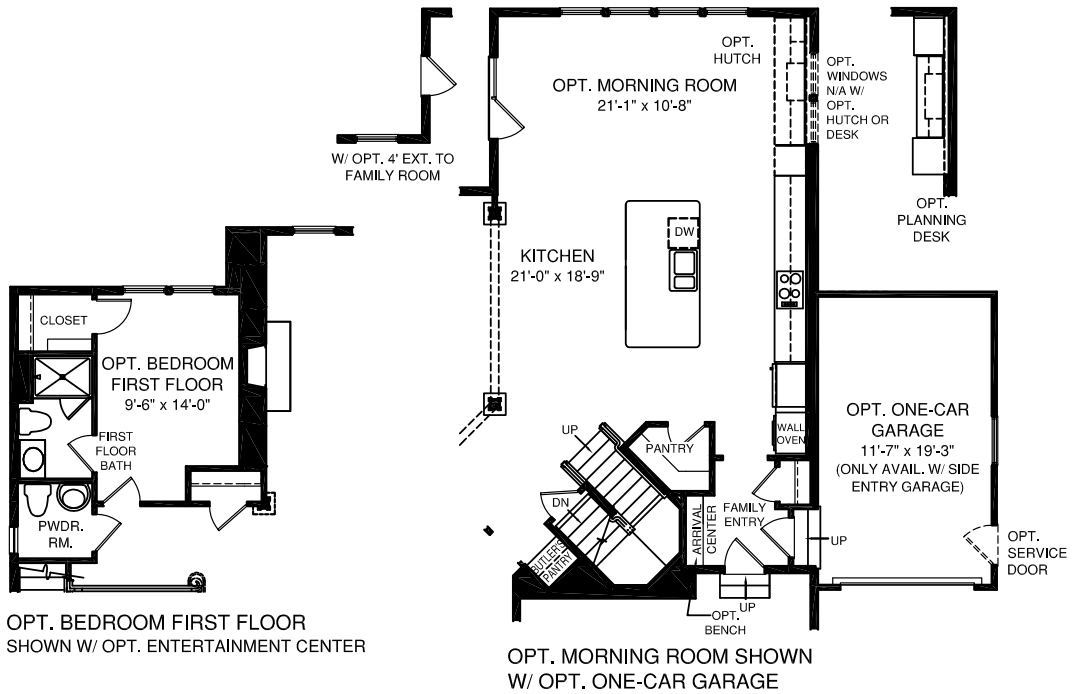 OPT.
HUTCH
OPT. MORNING ROOM
21'-1" x 10'-8"
OPT.
WINDOWS
N/A W/
OPT.
HUTCH OR
DESK
W/ OPT. 4' EXT. TO
FAMILY ROOM
OPT.
PLANNING
DESK
DW
KITCHEN
21'-0" x 18'-9"
CLOSET
OPT. BEDROOM
FIRST FLOOR
9'-6" x 14'-0"
FIRST
FLOOR
BATH
PWDR.
RM.
OPT. BEDROOM FIRST FLOOR
SHOWN W/ OPT. ENTERTAINMENT CENTER
UP
PANTRY
WALL
OVEN
OPT. ONE-CAR
GARAGE
11'-7" x 19'-3"
(ONLY AVAIL. W/ SIDE
ENTRY GARAGE)
DN
BUTLER'S
PANTRY
ARRIVAL
CENTER
FAMILY
ENTRY
UP
OPT.
SERVICE
DOOR
UP
OPT.
BENCH
OPT. MORNING ROOM SHOWN
W/ OPT. ONE-CAR GARAGE